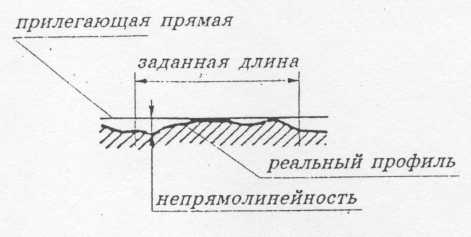 прилегающая прямая
заданная длина
реальный профиль
непрямолинейность